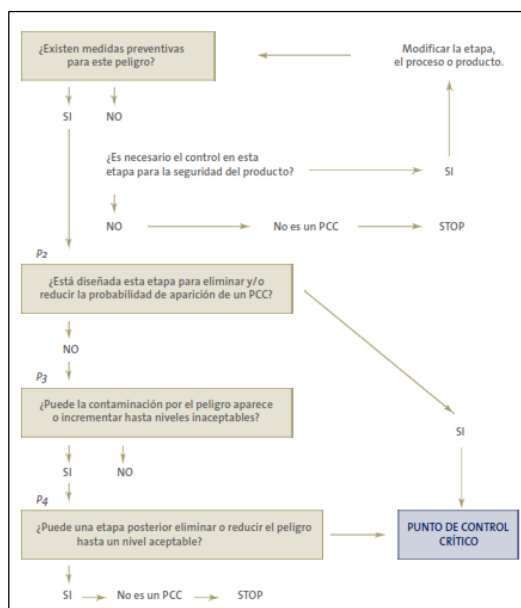 ¿Existen medidas preventivas
para este peligro?
Modificar la etapa,
el proceso o producto.
SI
NO
¿Es necesario el control en esta
etapa para la seguridad del producto?
SI
NO
No es un PCC
STOP
P2
¿Está diseñada esta etapa para eliminar y/o
reducir la probabilidad de aparición de un PCC?
NO
P3
¿Puede la contaminación por el peligro aparece
o incrementar hasta niveles inaceptables?
SI
SI
NO
P4
¿Puede una etapa posterior eliminar o reducir el peligro
hasta un nivel aceptable?
PUNTO DE CONTROL
CRÍTICO
SI
No es un PCC
STOP